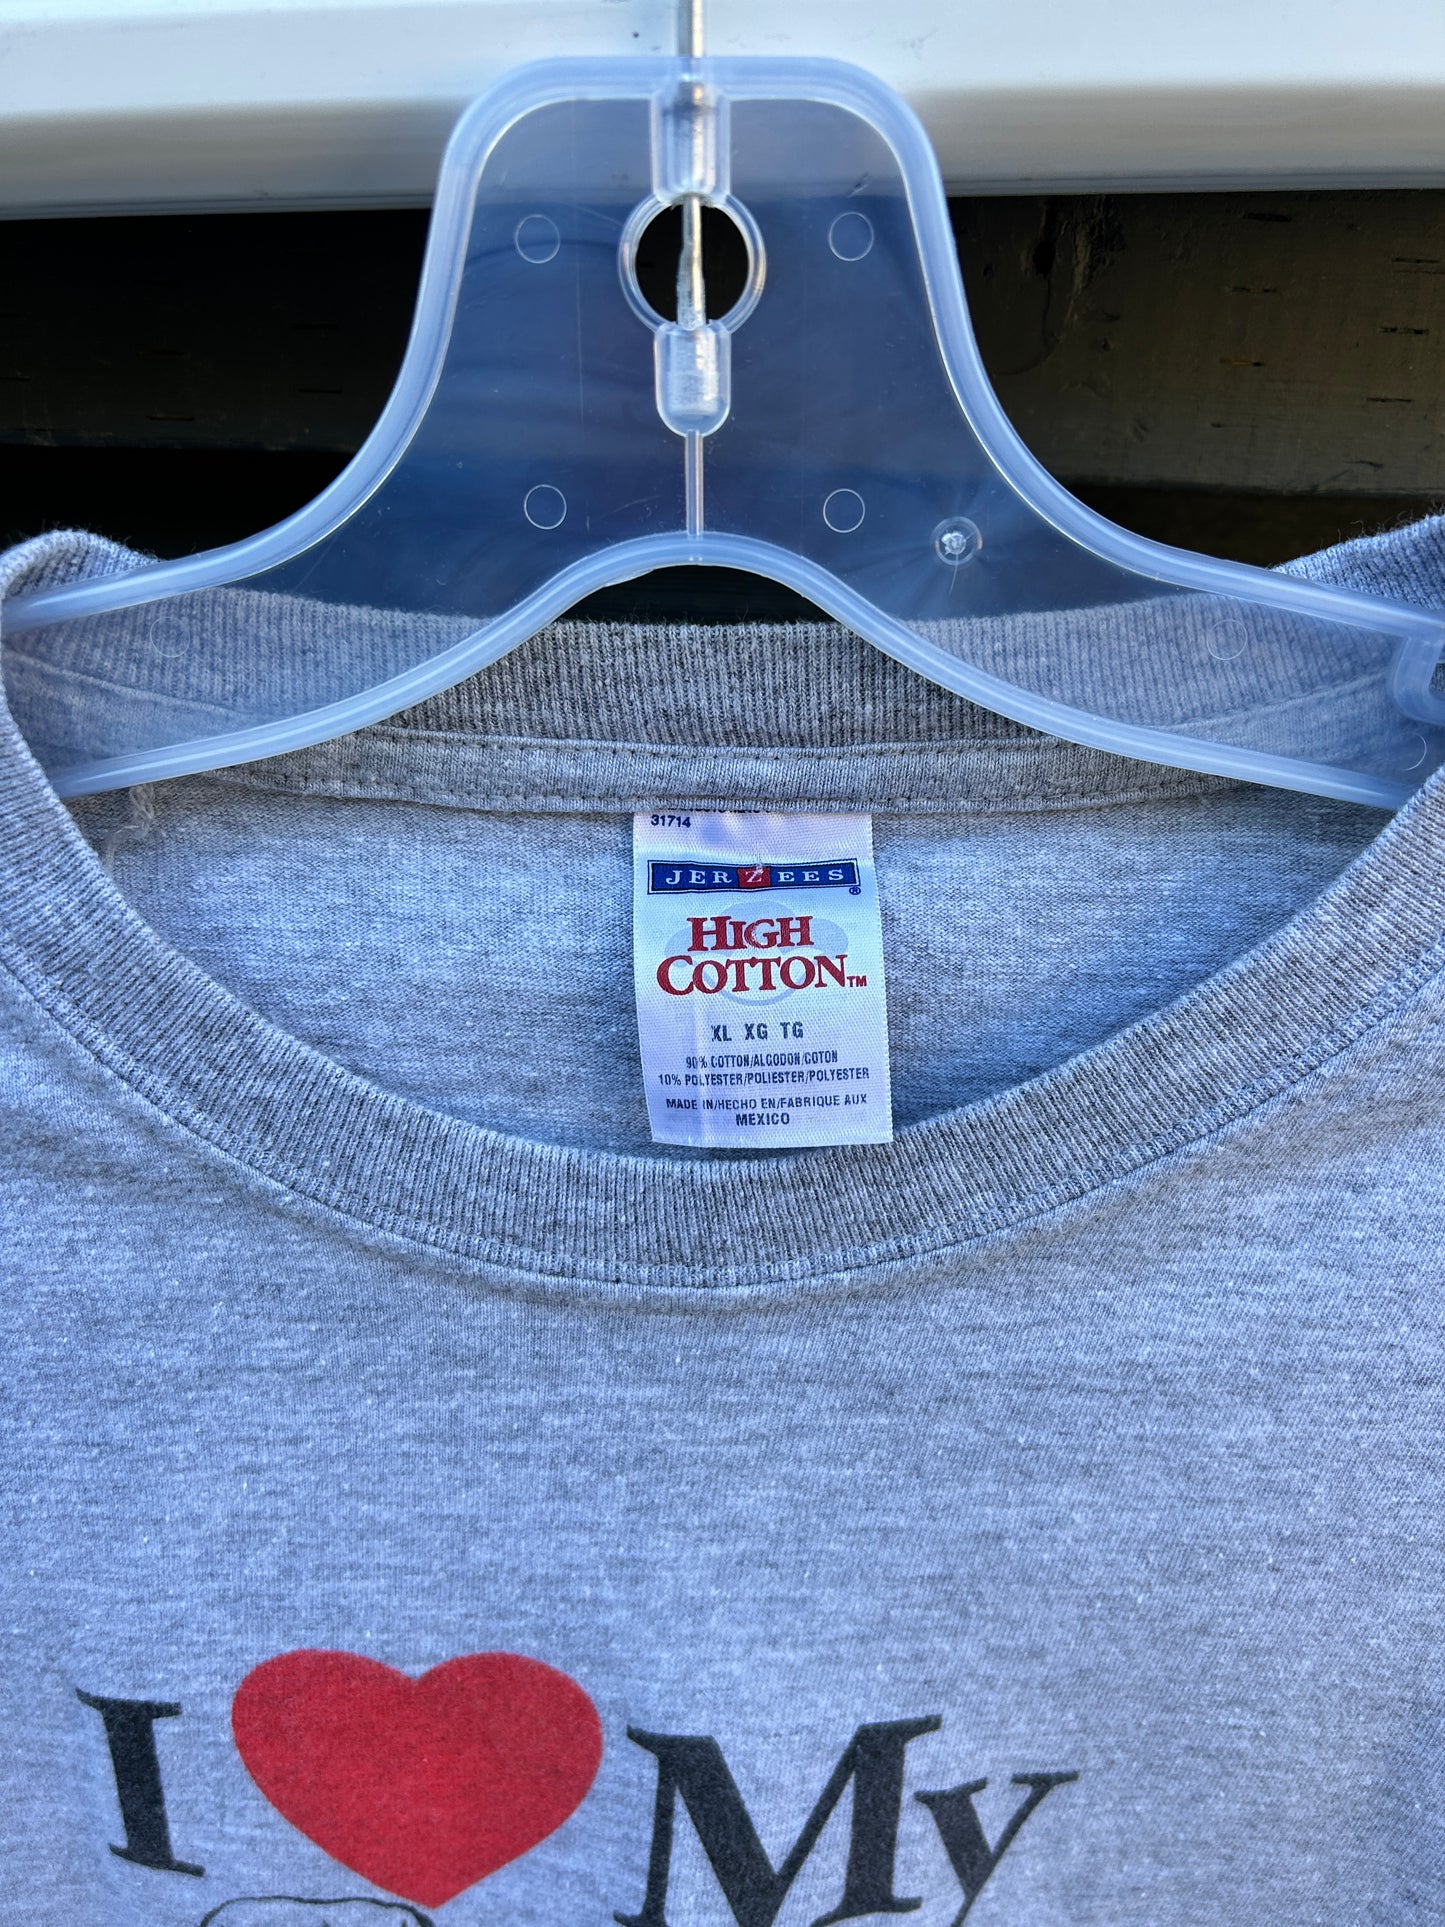 31714
JERZEES®
HIGH
COTTON™
XL XG TG
90% COTTON/ALGODON/COTON
10% POLYESTER/POLIESTER/POLYESTER
MADE IN/HECHO EN/FABRIQUE AUX
MEXICO
I ❤ My